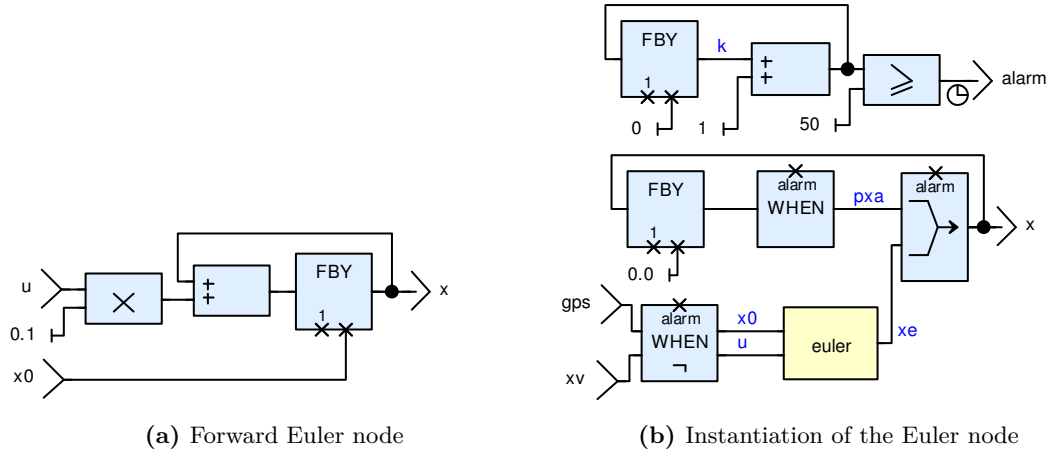 FBY
1
k
+
+
≥
alarm
0
1
50
FBY
1
0.0
alarm
WHEN
pxa
alarm
x
gps
xv
alarm
WHEN
¬
x0
u
euler
xe
u
0.1
×
+
+
FBY
1
x
x0
(a) Forward Euler node
(b) Instantiation of the Euler node